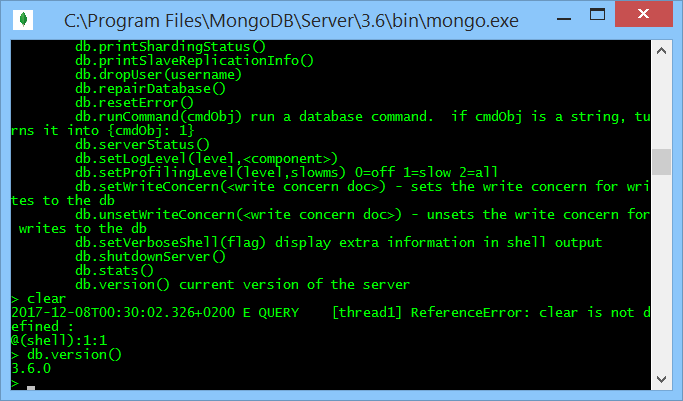 C:\Program Files\MongoDB\Server\3.6\bin\mongo.exe
db.printShardingStatus()
db.printSlaveReplicationInfo()
db.dropUser(username)
db.repairDatabase()
db.resetError()
db.runCommand(cmdObj) run a database command.  if cmdObj is a string, tu
rns it into {cmdObj: 1}
db.serverStatus()
db.setLogLevel(level,<component>)
db.setProfilingLevel(level,slowms) 0=off 1=slow 2=all
db.setWriteConcern(<write concern doc>) - sets the write concern for wri
tes to the db
db.unsetWriteConcern(<write concern doc>) - unsets the write concern for
 writes to the db
db.setVerboseShell(flag) display extra information in shell output
db.shutdownServer()
db.stats()
db.version() current version of the server
> clear
2017-12-08T00:30:02.326+0200 E QUERY    [thread1] ReferenceError: clear is not d
efined :
@(shell):1:1
> db.version()
3.6.0
>